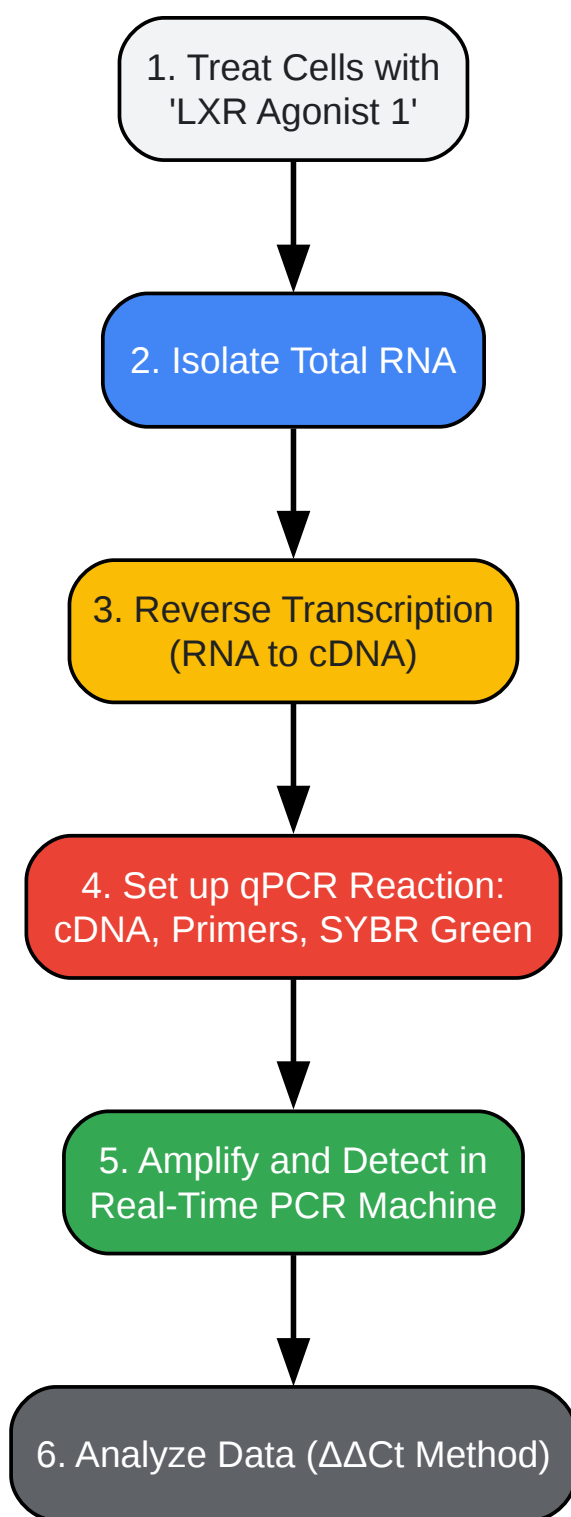 1. Treat Cells with
'LXR Agonist 1'
2. Isolate Total RNA
3. Reverse Transcription
(RNA to cDNA)
4. Set up qPCR Reaction:
cDNA, Primers, SYBR Green
5. Amplify and Detect in
Real-Time PCR Machine
6. Analyze Data (ΔΔCt Method)